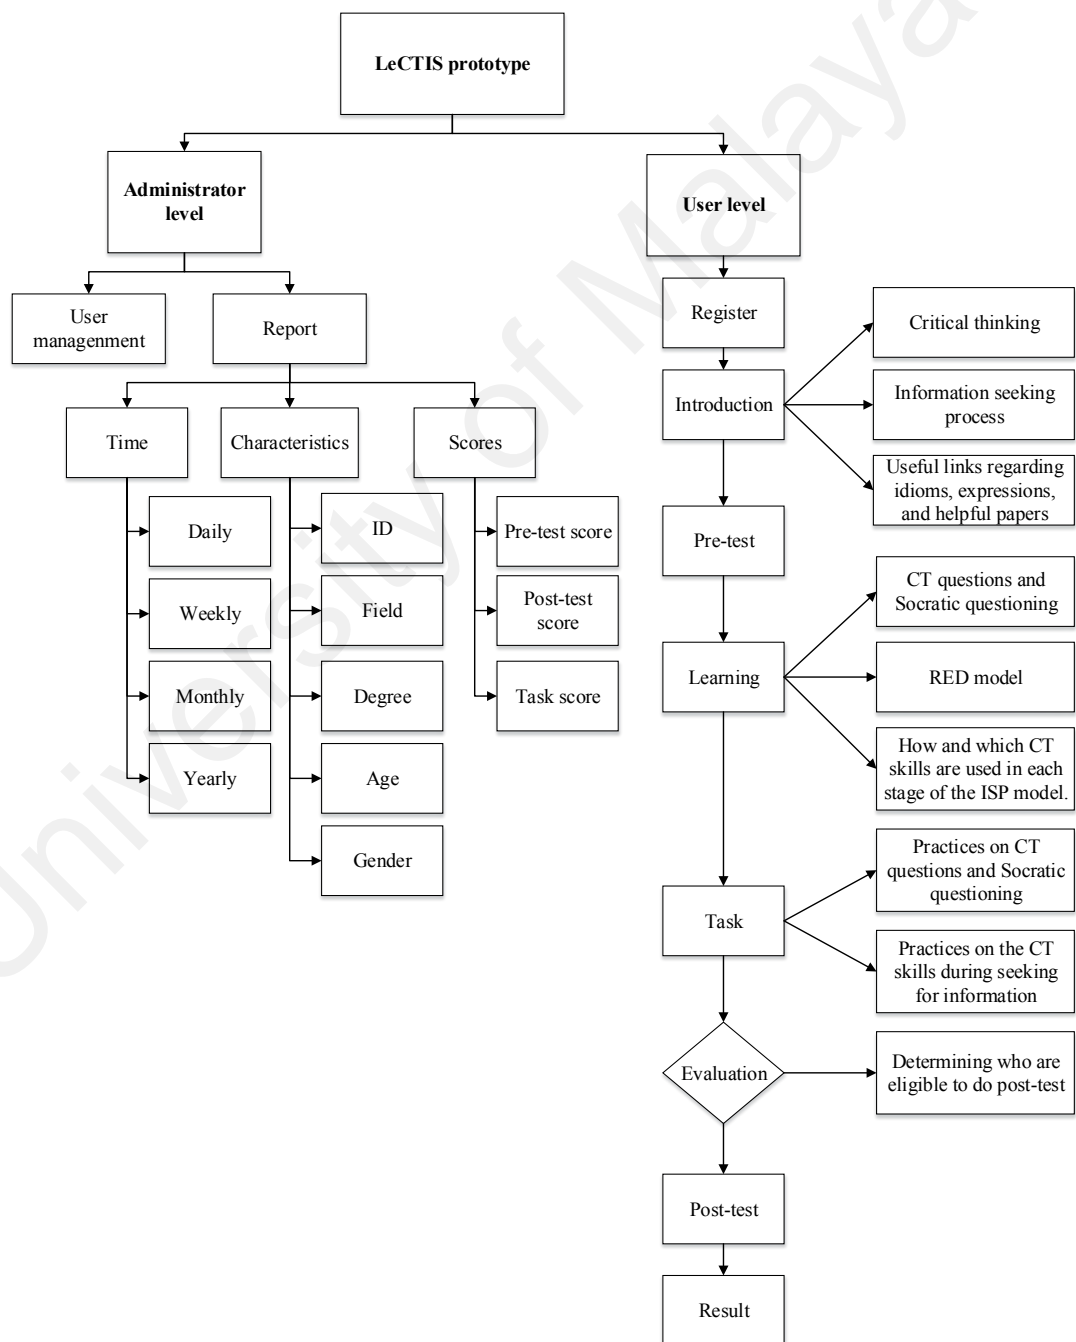 LeCTIS prototype
Administrator
level
User
managenment
Report
Time
Daily
Weekly
Monthly
Yearly
Characteristics
ID
Field
Degree
Age
Gender
Scores
Pre-test score
Post-test
score
Task score
User level
Register
Introduction
Critical thinking
Information seeking
process
Useful links regarding
idioms, expressions,
and helpful papers
Pre-test
Learning
CT questions and
Socratic questioning
RED model
How and which CT
skills are used in each
stage of the ISP model.
Task
Practices on CT
questions and Socratic
questioning
Practices on the CT
skills during seeking
for information
Evaluation
Determining who are
eligible to do post-test
Post-test
Result
University of Malaya